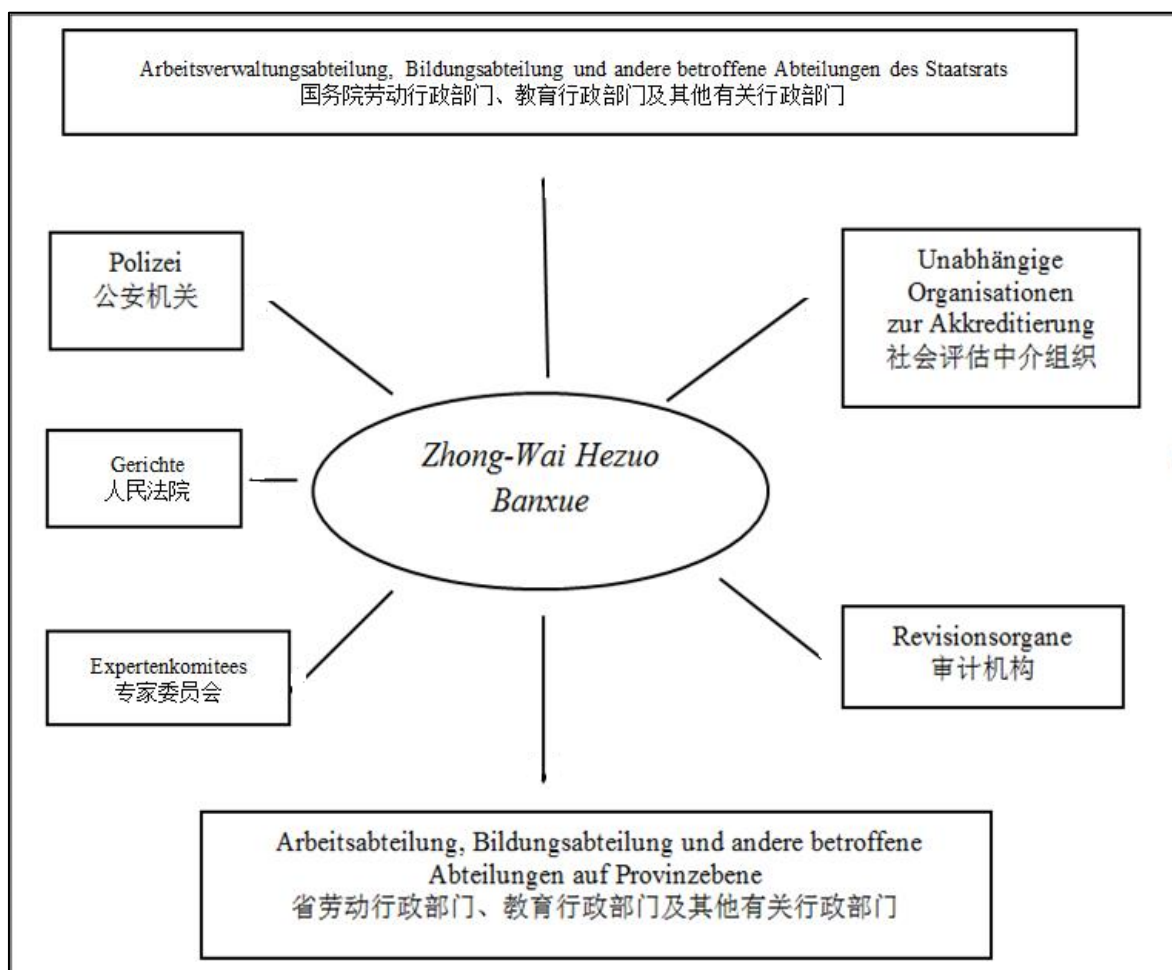 Arbeitsverwaltungsabteilung, Bildungsabteilung und andere betroffene Abteilungen des Staatsrats
国务院劳动行政部门、教育行政部门及其他有关行政部门
Polizei
公安机关
Unabhängige
Organisationen
zur Akkreditierung
社会评估中介组织
Zhong-Wai Hezuo
Banxue
Gerichte
人民法院
Expertenkomitees
专家委员会
Revisionsorgane
审计机构
Arbeitsabteilung, Bildungsabteilung und andere betroffene
Abteilungen auf Provinzebene
省劳动行政部门、教育行政部门及其他有关行政部门